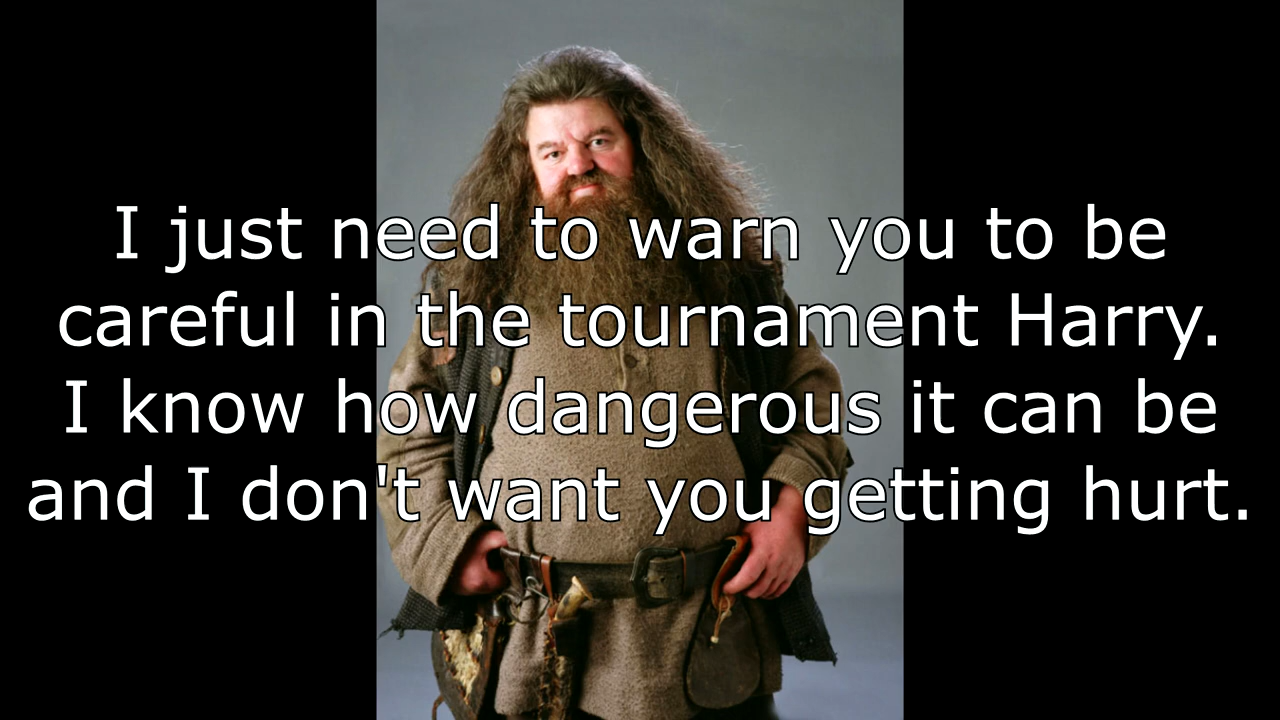 I just need to warn you to be
careful in the tournament Harry.
I know how dangerous it can be
and I don't want you getting hurt.